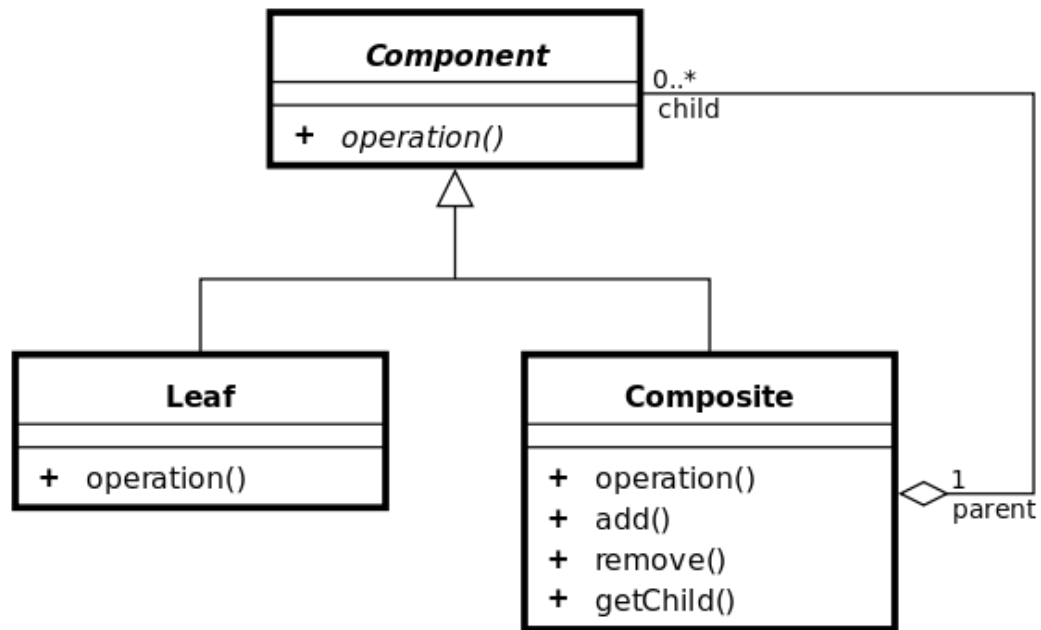 Component
+ operation()
0..*
child
Leaf
+ operation()
Composite
+ operation()
+ add()
+ remove()
+ getChild()
1
parent